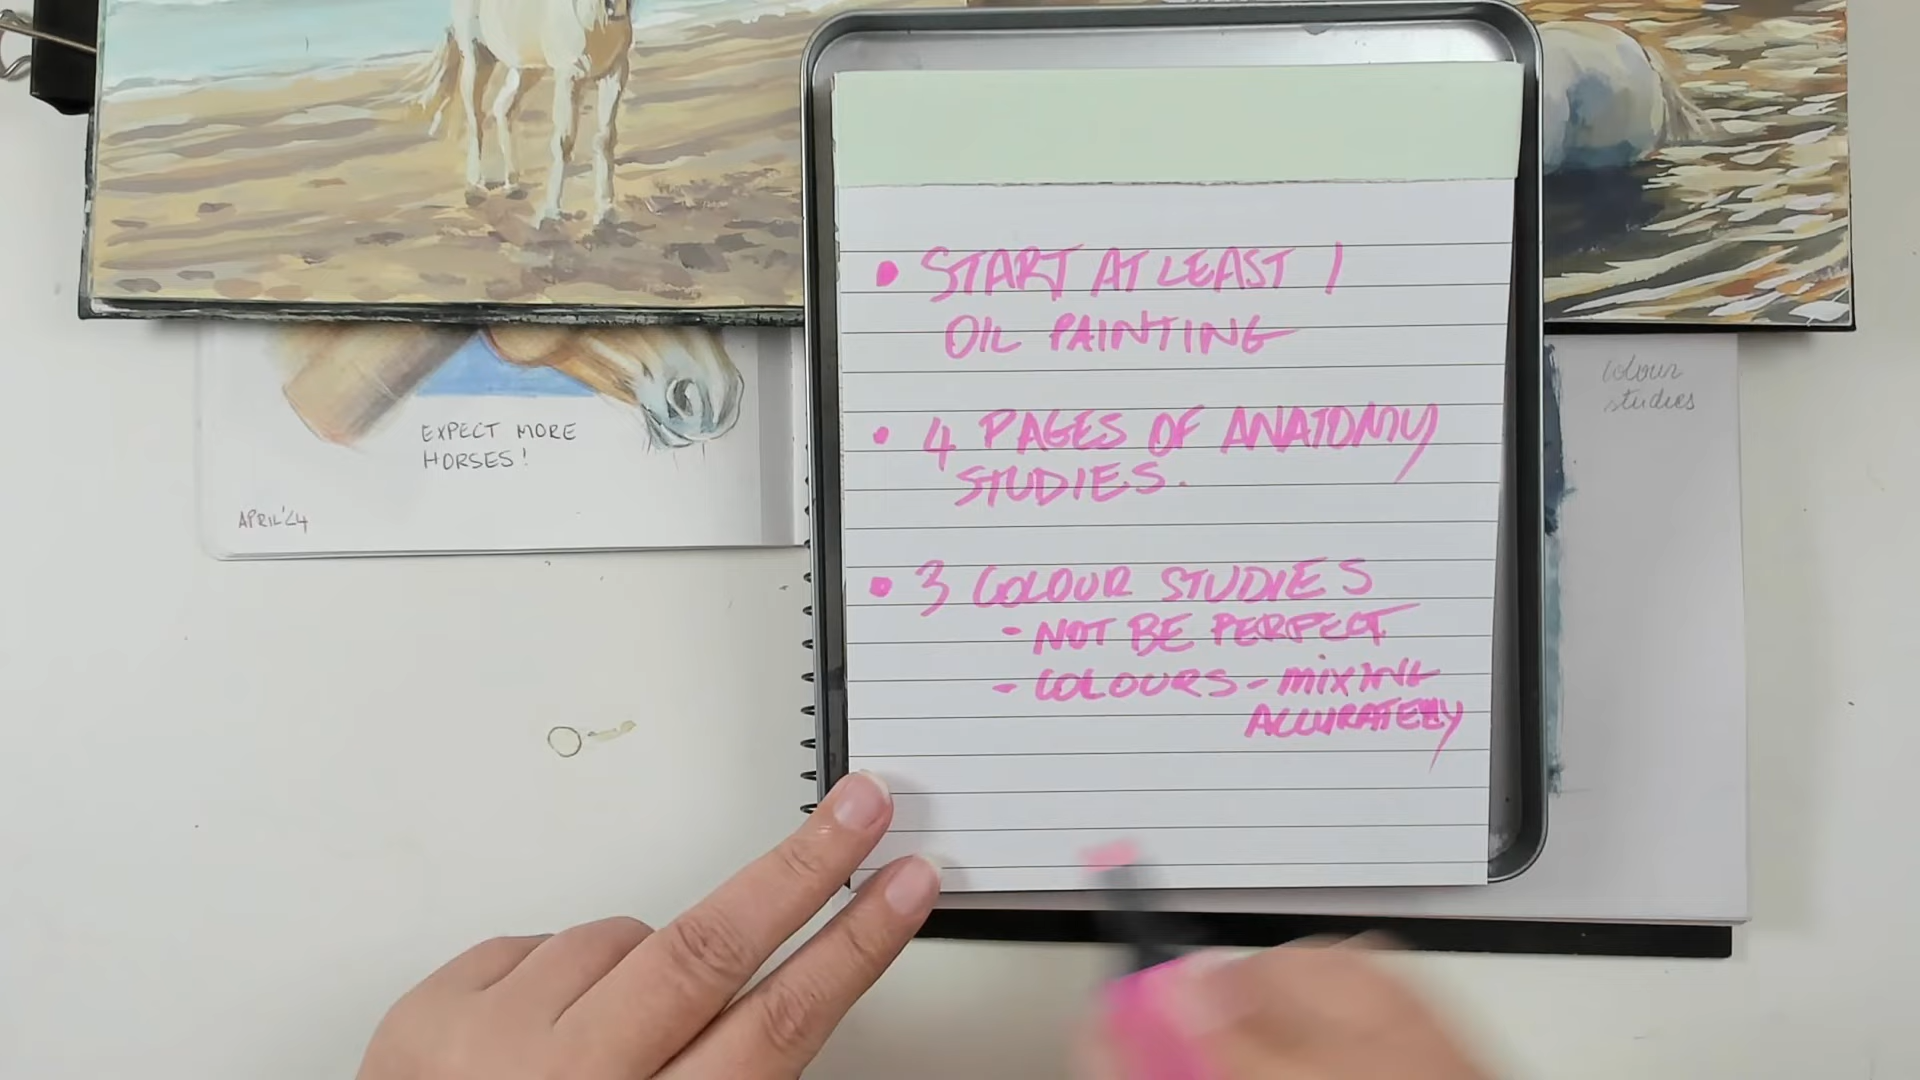 • START AT LEAST 1
OIL PAINTING
• 4 PAGES OF ANATOMY
STUDIES.
• 3 COLOUR STUDIES
- NOT BE PERFECT
- COLOURS - MIXING
ACCURATELY
EXPECT MORE
HORSES!
APRIL'24
colour
studies